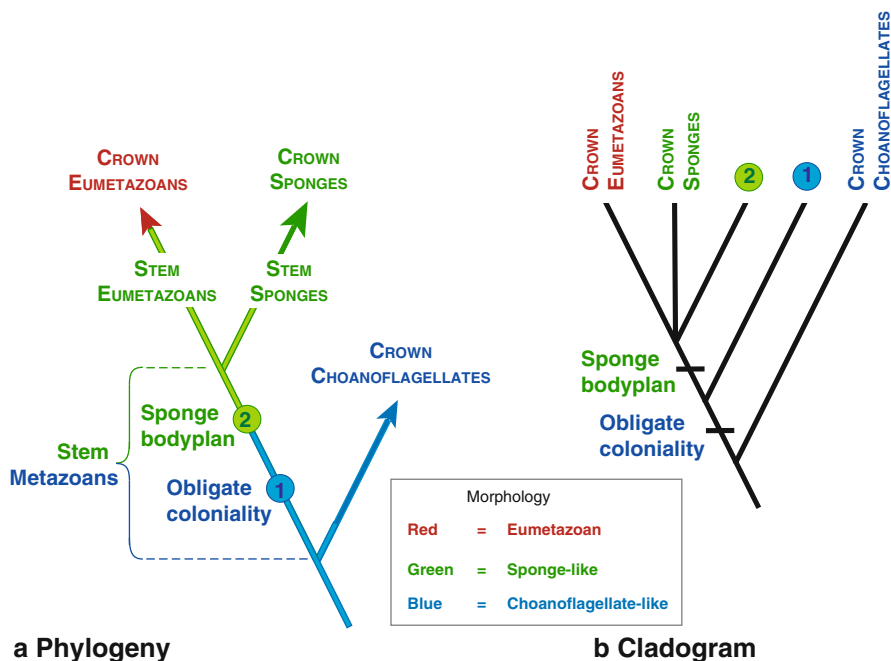 CROWN
EUMETAZOANS
CROWN
SPONGES
STEM
EUMETAZOANS
STEM
SPONGES
CROWN
CHOANOFLAGELLATES
2
Sponge
bodyplan
Stem
Metazoans
1
Obligate
coloniality
a Phylogeny
Morphology
Red = Eumetazoan
Green = Sponge-like
Blue = Choanoflagellate-like
CROWN
EUMETAZOANS
CROWN
SPONGES
2
1
CROWN
CHOANOFLAGELLATES
Sponge
bodyplan
Obligate
coloniality
b Cladogram